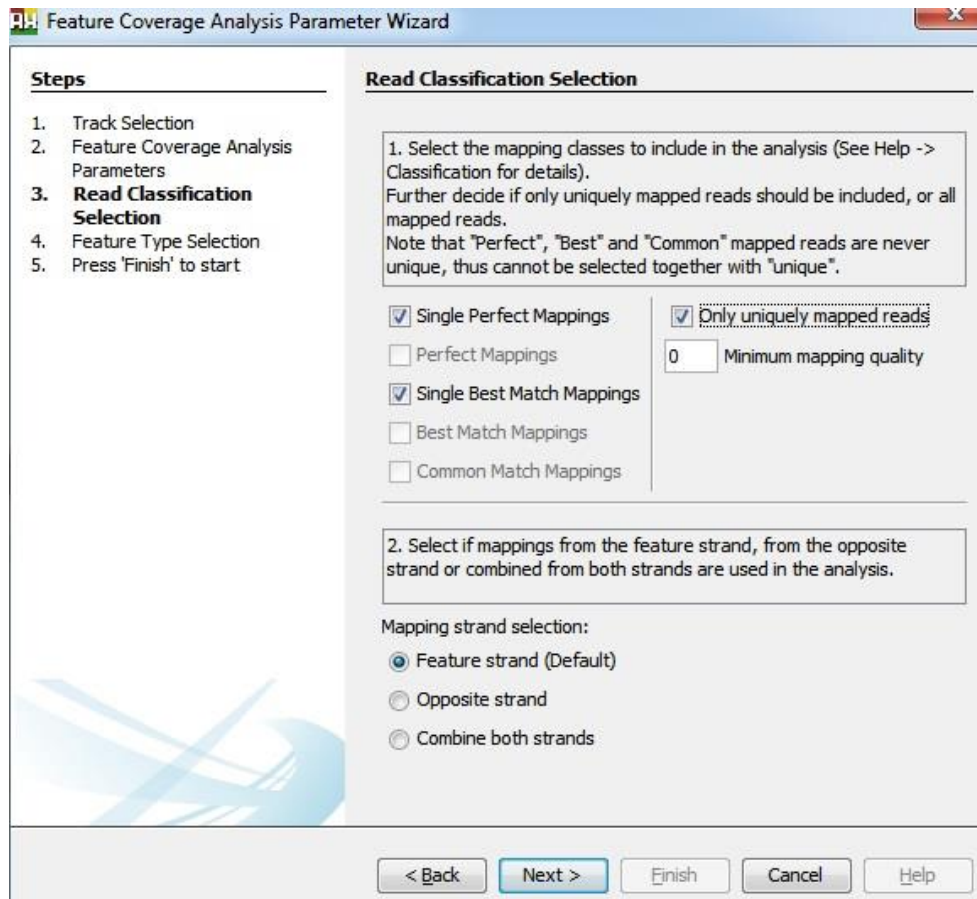 Feature Coverage Analysis Parameter Wizard
Steps
1. Track Selection
2. Feature Coverage Analysis
Parameters
3. Read Classification
Selection
4. Feature Type Selection
5. Press 'Finish' to start
Read Classification Selection
1. Select the mapping classes to include in the analysis (See Help ->
Classification for details).
Further decide if only uniquely mapped reads should be included, or all
mapped reads.
Note that "Perfect", "Best" and "Common" mapped reads are never
unique, thus cannot be selected together with "unique".
Single Perfect Mappings
Perfect Mappings
Single Best Match Mappings
Best Match Mappings
Common Match Mappings
Only uniquely mapped reads
0 Minimum mapping quality
2. Select if mappings from the feature strand, from the opposite
strand or combined from both strands are used in the analysis.
Mapping strand selection:
Feature strand (Default)
Opposite strand
Combine both strands
< Back Next > Finish Cancel Help